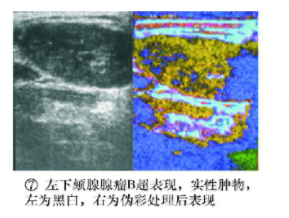 ⑦ 左下颊腺腺瘤B超表现，实性肿物，
左为黑白，右为伪彩处理后表现